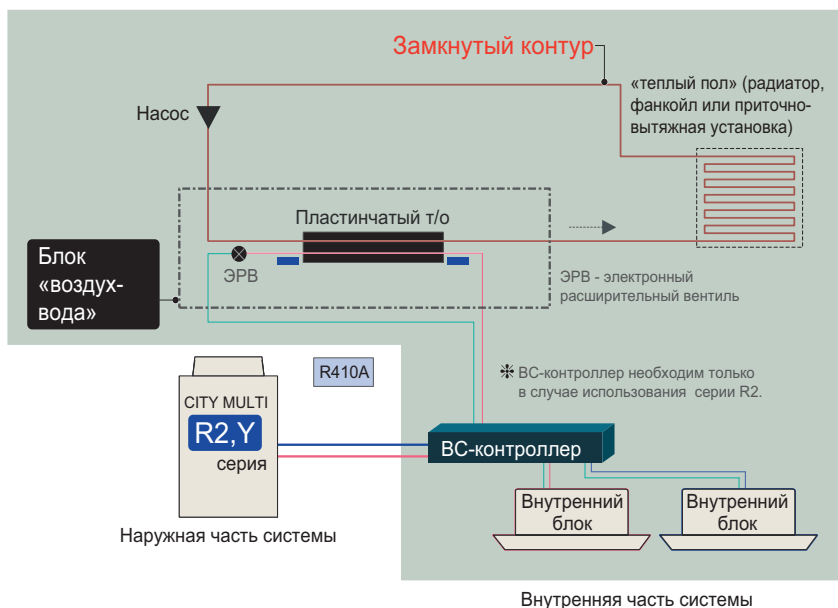 Замкнутый контур
«теплый пол» (радиатор,
фанкойл или приточно-
вытяжная установка)
Насос
Пластинчатый т/о
Блок
«воздух-
вода»
ЭРВ
ЭРВ - электронный
расширительный вентиль
R410A
❉ ВС-контроллер необходим только
в случае использования серии R2.
CITY MULTI
R2,Y
серия
ВС-контроллер
Внутренний
блок
Внутренний
блок
Наружная часть системы
Внутренняя часть системы